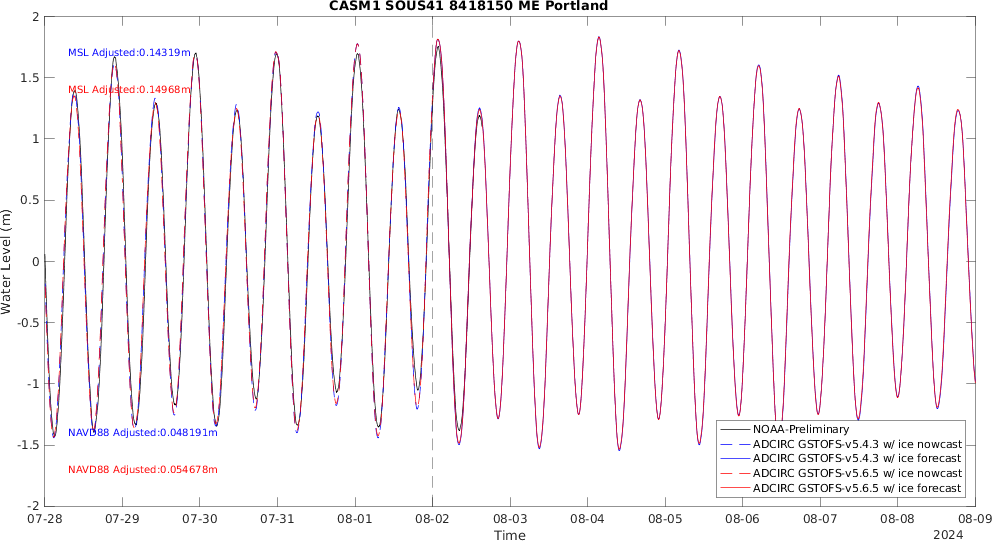 CASM1 SOUS41 8418150 ME Portland
2
1.5
1
0.5
0
-0.5
-1
-1.5
-2
Water Level (m)
MSL Adjusted:0.14319m
MSL Adjusted:0.14968m
NAVD88 Adjusted:0.048191m
NAVD88 Adjusted:0.054678m
NOAA-Preliminary
ADCIRC GSTOFS-v5.4.3 w/ ice nowcast
ADCIRC GSTOFS-v5.4.3 w/ ice forecast
ADCIRC GSTOFS-v5.6.5 w/ ice nowcast
ADCIRC GSTOFS-v5.6.5 w/ ice forecast
07-28 07-29 07-30 07-31 08-01 08-02 08-03 08-04 08-05 08-06 08-07 08-08 08-09
Time
2024